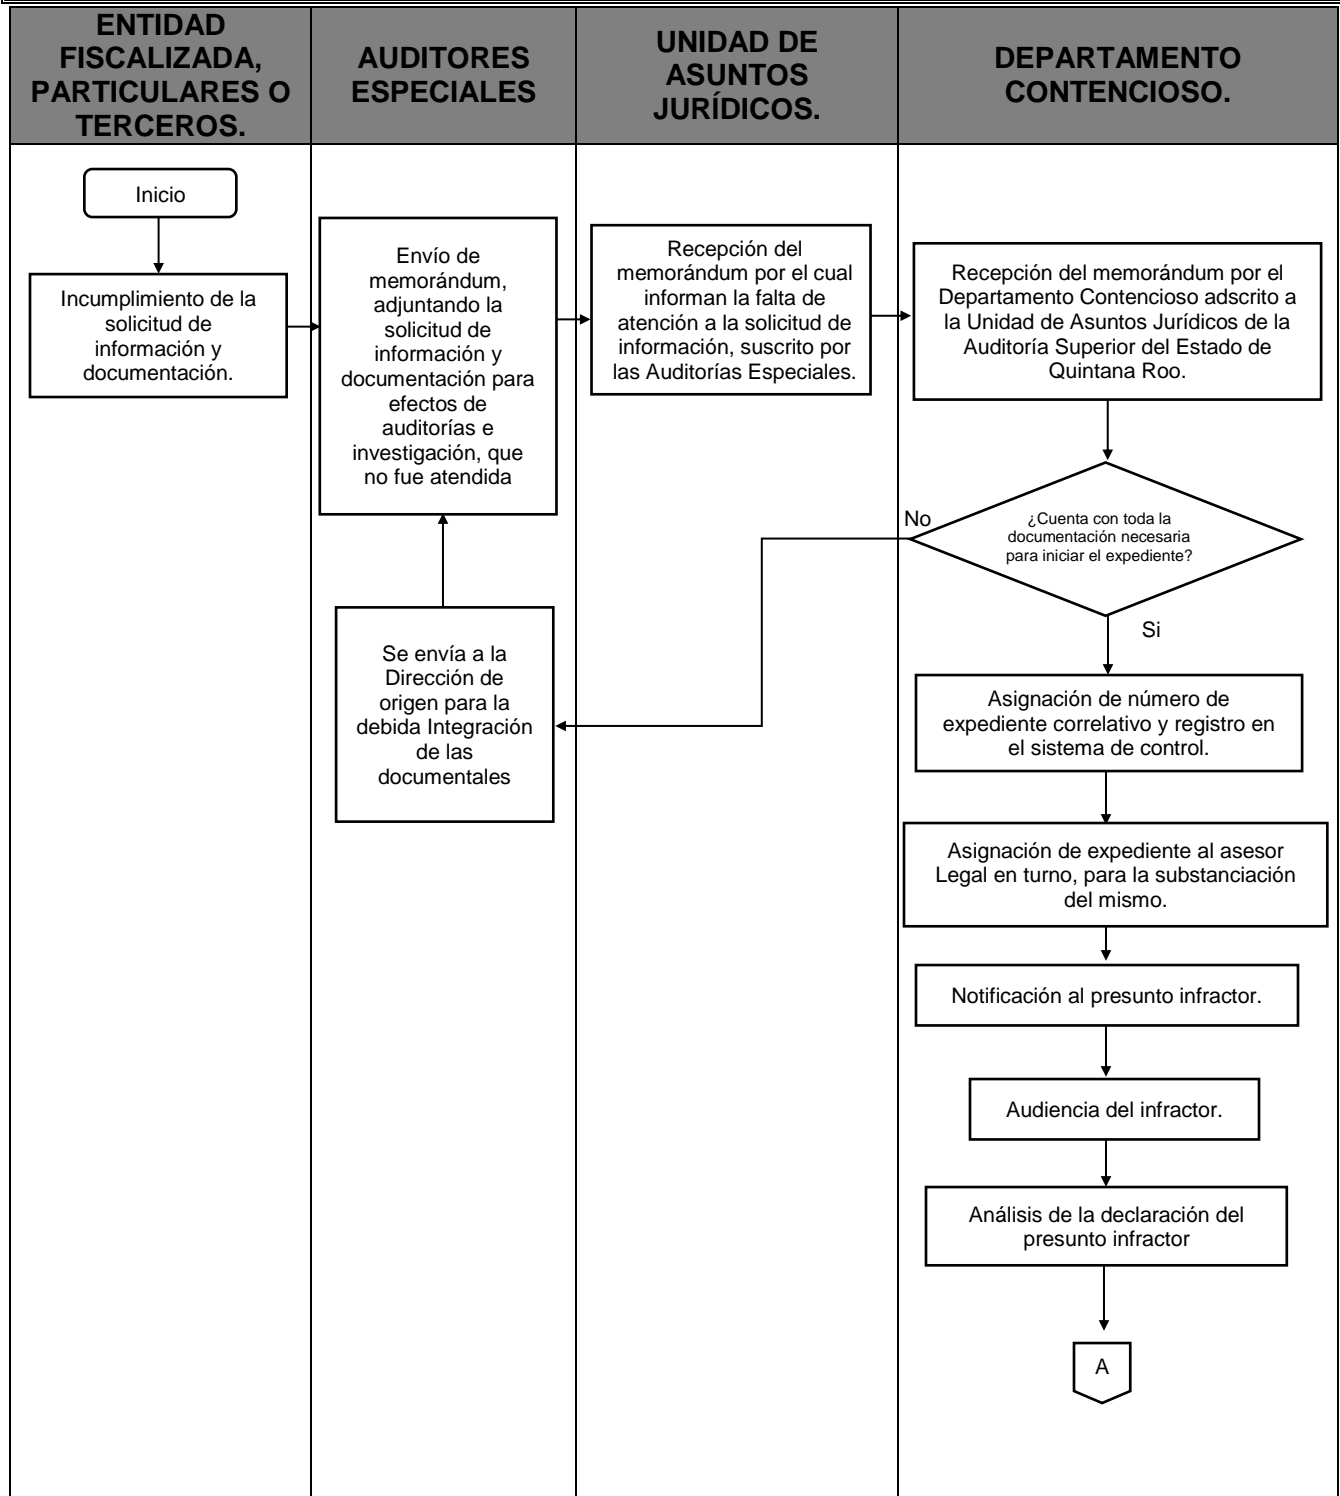 ENTIDAD
FISCALIZADA,
PARTICULARES O
TERCEROS.
AUDITORES
ESPECIALES
UNIDAD DE
ASUNTOS
JURÍDICOS.
DEPARTAMENTO
CONTENCIOSO.
Inicio
Incumplimiento de la
solicitud de
información y
documentación.
Envío de
memorándum,
adjuntando la
solicitud de
información y
documentación para
efectos de
auditorías e
investigación, que
no fue atendida
Recepción del
memorándum por el cual
informan la falta de
atención a la solicitud de
información, suscrito por
las Auditorías Especiales.
Recepción del memorándum por el
Departamento Contencioso adscrito a
la Unidad de Asuntos Jurídicos de la
Auditoría Superior del Estado de
Quintana Roo.
No
¿Cuenta con toda la
documentación necesaria
para iniciar el expediente?
Si
Se envía a la
Dirección de
origen para la
debida Integración
de las
documentales
Asignación de número de
expediente correlativo y registro en
el sistema de control.
Asignación de expediente al asesor
Legal en turno, para la substanciación
del mismo.
Notificación al presunto infractor.
Audiencia del infractor.
Análisis de la declaración del
presunto infractor
A